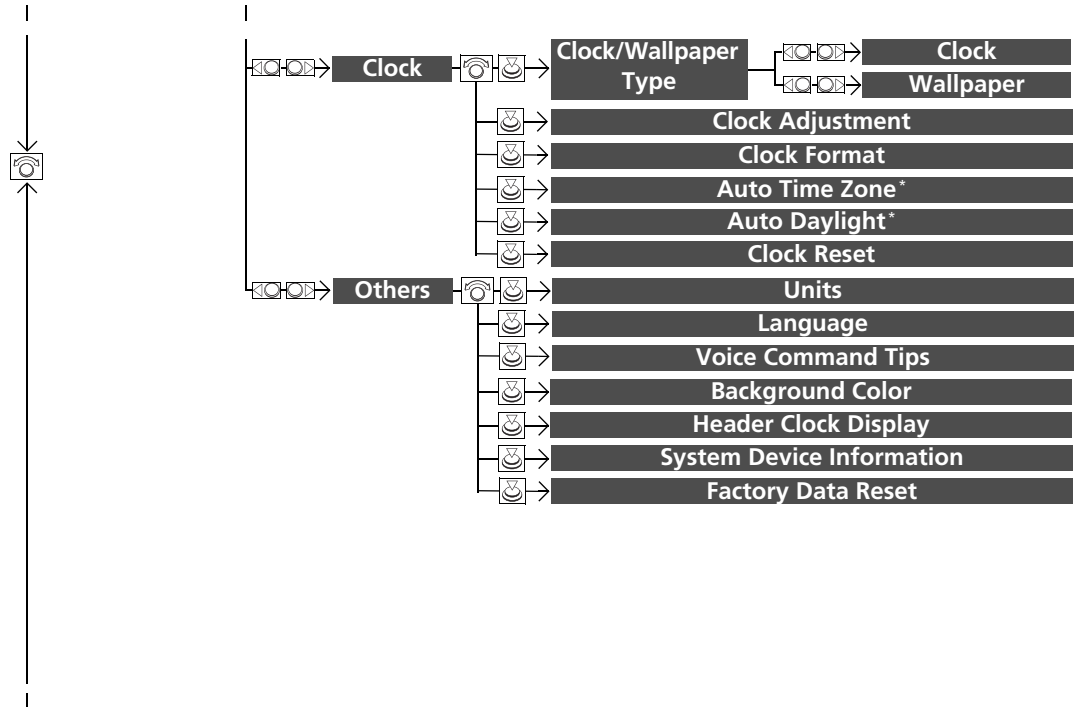 Clock
Clock/Wallpaper
Type
Clock
Wallpaper
Clock Adjustment
Clock Format
Auto Time Zone*
Auto Daylight*
Clock Reset
Others
Units
Language
Voice Command Tips
Background Color
Header Clock Display
System Device Information
Factory Data Reset